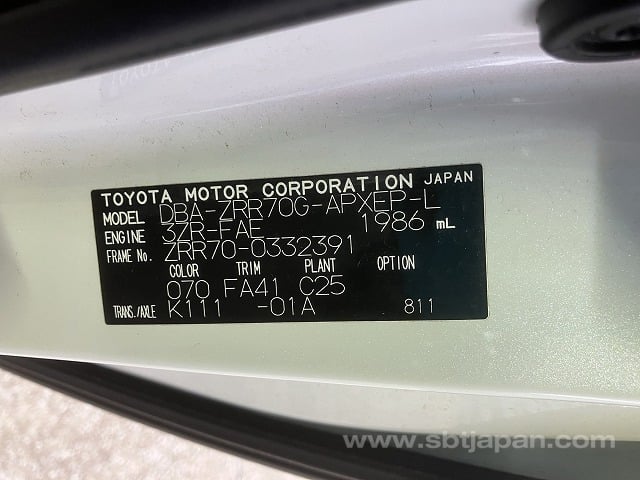 TOYOTA MOTOR CORPORATION JAPAN
MODEL DBA-ZRR70G-APXEP-L
ENGINE 3ZR-FAE 1986 mL
FRAME No. ZRR70-0332391
COLOR TRIM PLANT OPTION
070 FA41 C25
TRANS./AXLE K111 -01A 811
www.sbtjapan.com